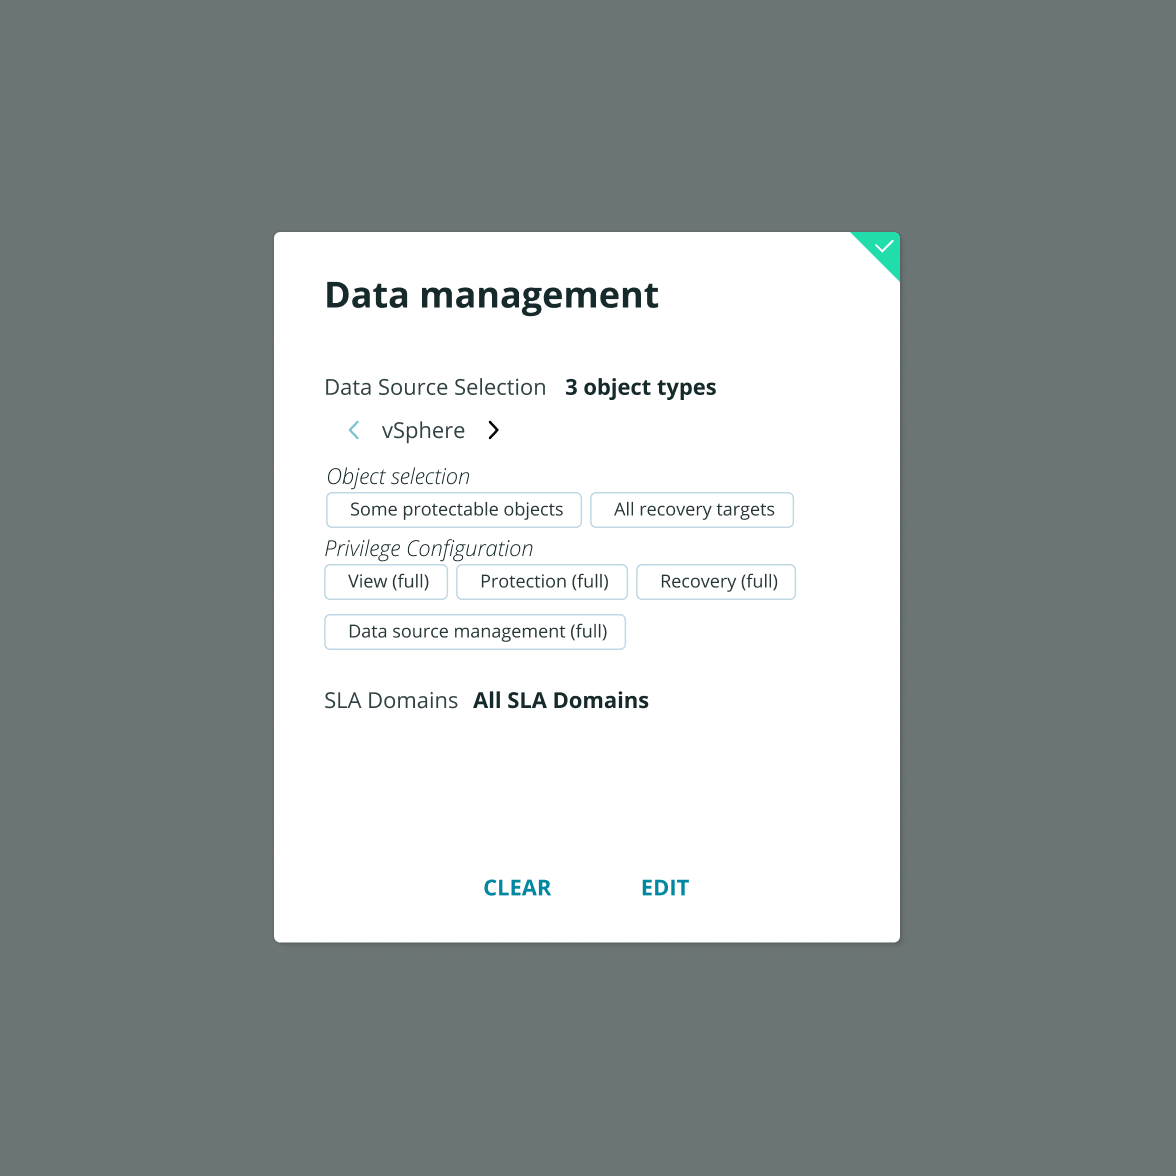 Data management
Data Source Selection 3 object types
vSphere
Object selection
Some protectable objects All recovery targets
Privilege Configuration
View (full) Protection (full) Recovery (full)
Data source management (full)
SLA Domains All SLA Domains
CLEAR EDIT